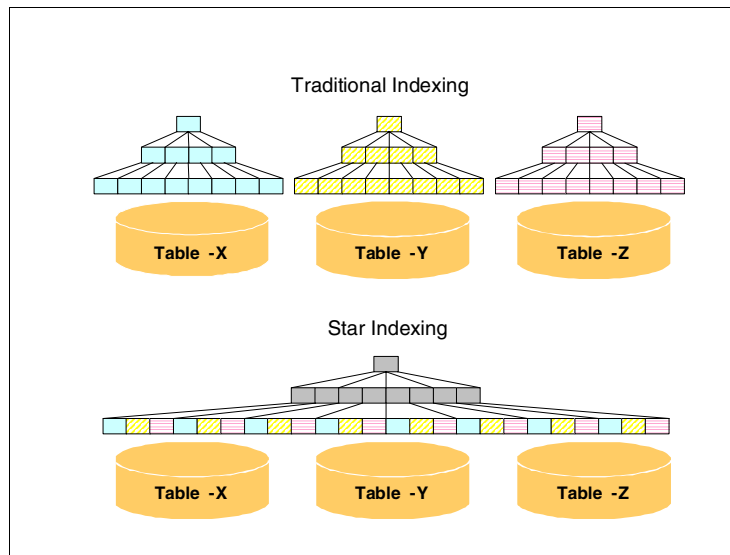 Traditional Indexing
Table -X
Table -Y
Table -Z
Star Indexing
Table -X
Table -Y
Table -Z